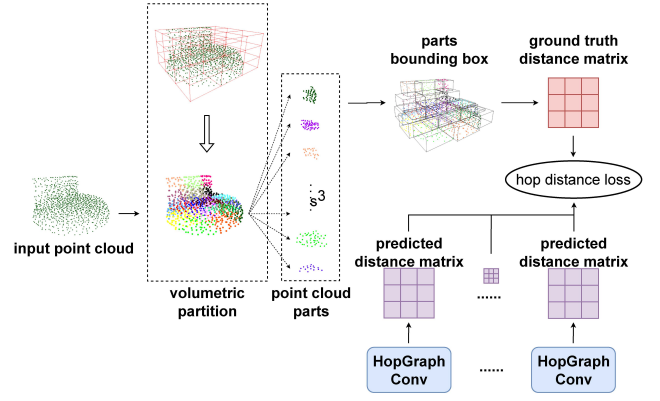 parts
bounding box
ground truth
distance matrix
s³
hop distance loss
input point cloud
volumetric
partition
point cloud
parts
predicted
distance matrix
predicted
distance matrix
......
HopGraph
Conv
......
HopGraph
Conv